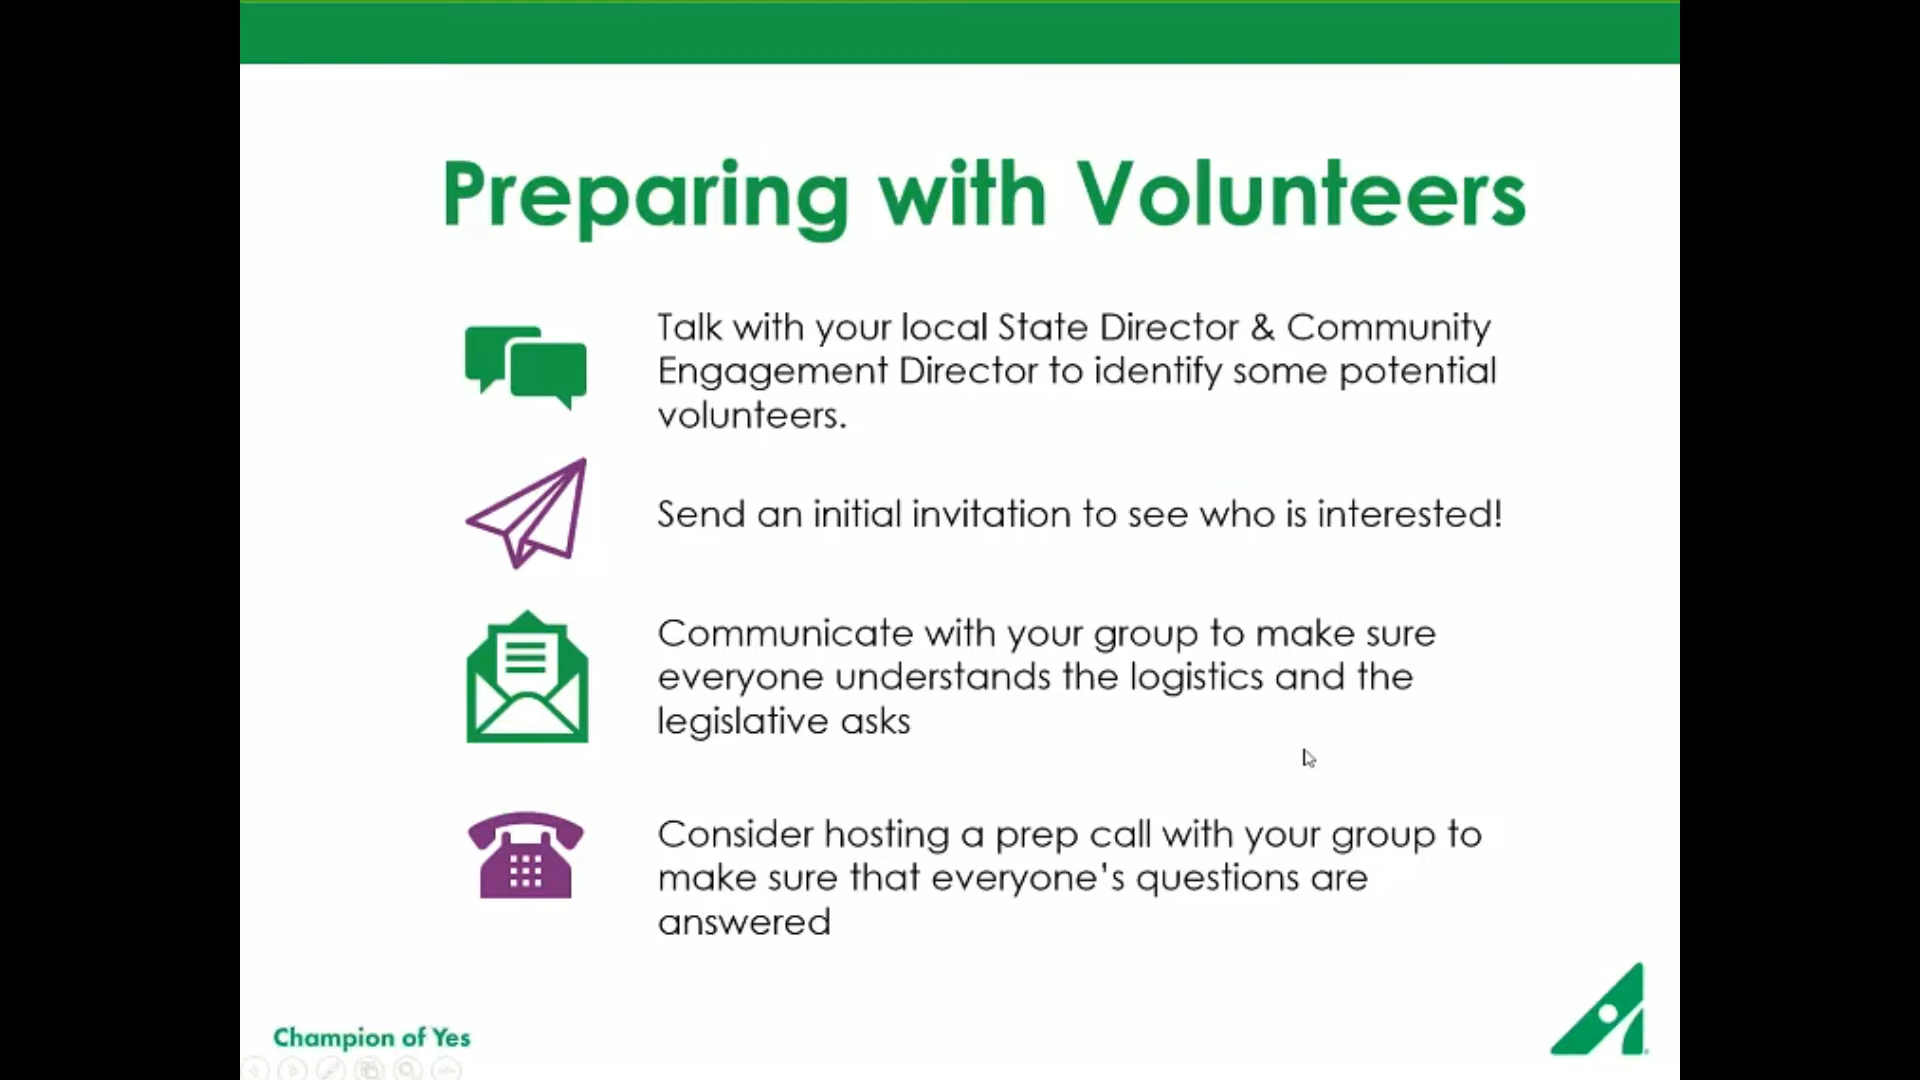 Preparing with Volunteers
Talk with your local State Director & Community
Engagement Director to identify some potential
volunteers.
Send an initial invitation to see who is interested!
Communicate with your group to make sure
everyone understands the logistics and the
legislative asks
Consider hosting a prep call with your group to
make sure that everyone’s questions are
answered
Champion of Yes